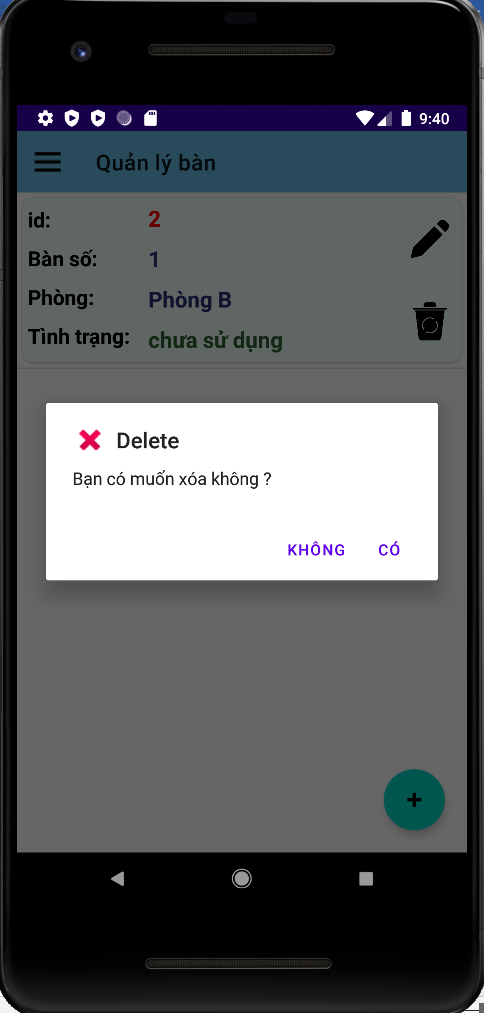 9:40
Quản lý bàn
id: 2
Bàn số: 1
Phòng: Phòng B
Tình trạng: chưa sử dụng
Delete
Bạn có muốn xóa không ?
KHÔNG CÓ
+